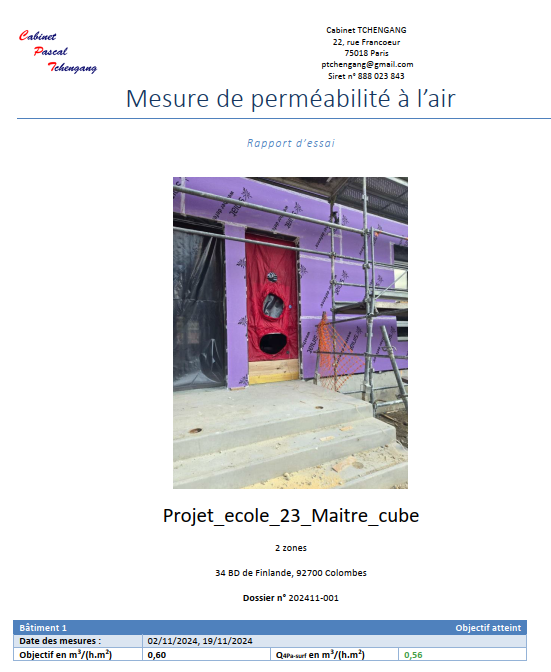 Cabinet
Pascal
Tchengang
Cabinet TCHENGANG
22, rue Francoeur
75018 Paris
ptchengang@gmail.com
Siret n° 888 023 843
Mesure de perméabilité à l'air
Rapport d'essai
Projet_ecole_23_Maitre_cube
2 zones
34 BD de Finlande, 92700 Colombes
Dossier n° 202411-001
Bâtiment 1 Objectif atteint
Date des mesures : 02/11/2024, 19/11/2024
Objectif en m³/(h.m²) 0,60 Q4Pa-surf en m³/(h.m²) 0,56